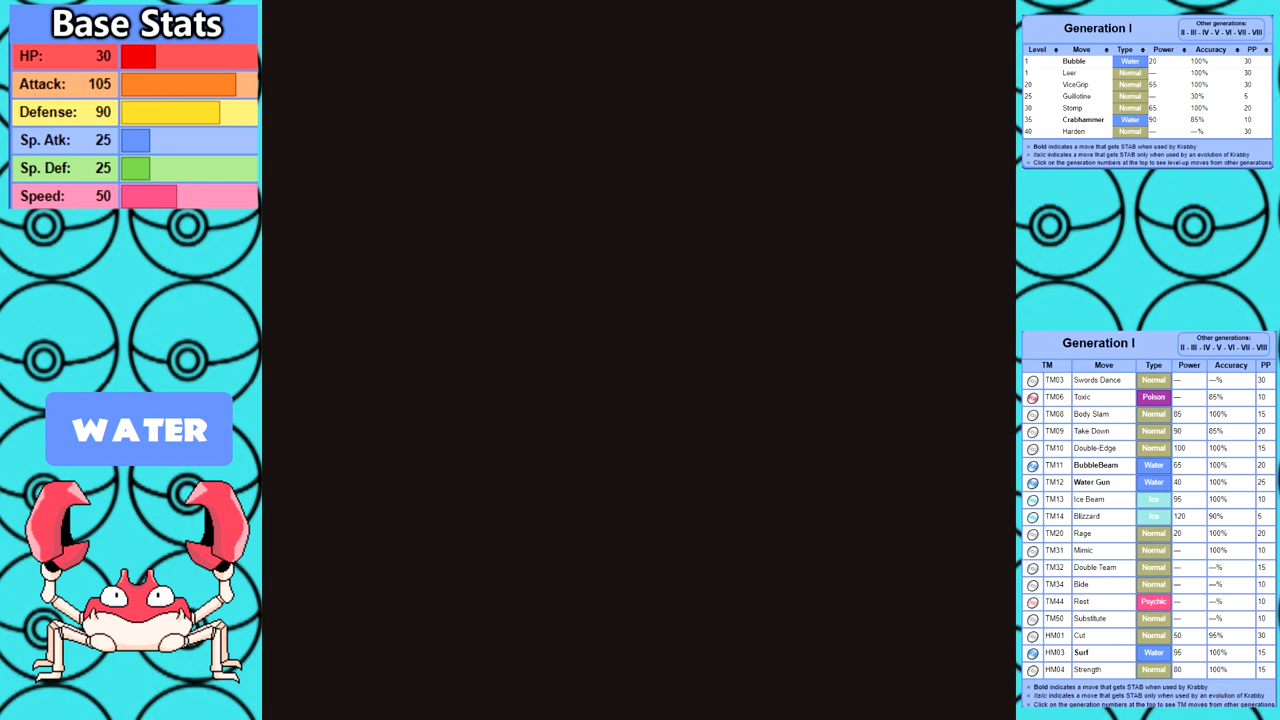 Base Stats
HP: 30
Attack: 105
Defense: 90
Sp. Atk: 25
Sp. Def: 25
Speed: 50
WATER
Generation I
Other generations:
II - III - IV - V - VI - VII - VIII
Level Move Type Power Accuracy PP
1 Bubble Water 20 100% 30
1 Leer Normal — 100% 30
20 ViceGrip Normal 55 100% 30
25 Guillotine Normal — 30% 5
30 Stomp Normal 65 100% 20
35 Crabhammer Water 90 85% 10
40 Harden Normal — —% 30
Bold indicates a move that gets STAB when used by Krabby
Italic indicates a move that gets STAB only when used by an evolution of Krabby
Click on the generation numbers at the top to see level-up moves from other generations
Generation I
Other generations:
II - III - IV - V - VI - VII - VIII
TM Move Type Power Accuracy PP
TM03 Swords Dance Normal — —% 30
TM06 Toxic Poison — 85% 10
TM08 Body Slam Normal 85 100% 15
TM09 Take Down Normal 90 85% 20
TM10 Double-Edge Normal 100 100% 15
TM11 BubbleBeam Water 65 100% 20
TM12 Water Gun Water 40 100% 25
TM13 Ice Beam Ice 95 100% 10
TM14 Blizzard Ice 120 90% 5
TM20 Rage Normal 20 100% 20
TM31 Mimic Normal — 100% 10
TM32 Double Team Normal — —% 15
TM34 Bide Normal — —% 10
TM44 Rest Psychic — —% 10
TM50 Substitute Normal — —% 10
HM01 Cut Normal 50 95% 30
HM03 Surf Water 95 100% 15
HM04 Strength Normal 80 100% 15
Bold indicates a move that gets STAB when used by Krabby
Italic indicates a move that gets STAB only when used by an evolution of Krabby
Click on the generation numbers at the top to see TM moves from other generations